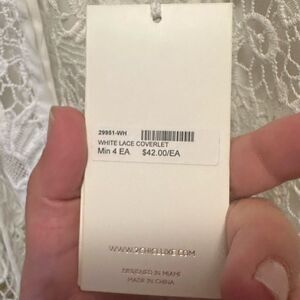 29951-WH
WHITE LACE COVERLET
Min 4 EA $42.00/EA
DESIGNED IN MIAMI
MADE IN CHINA